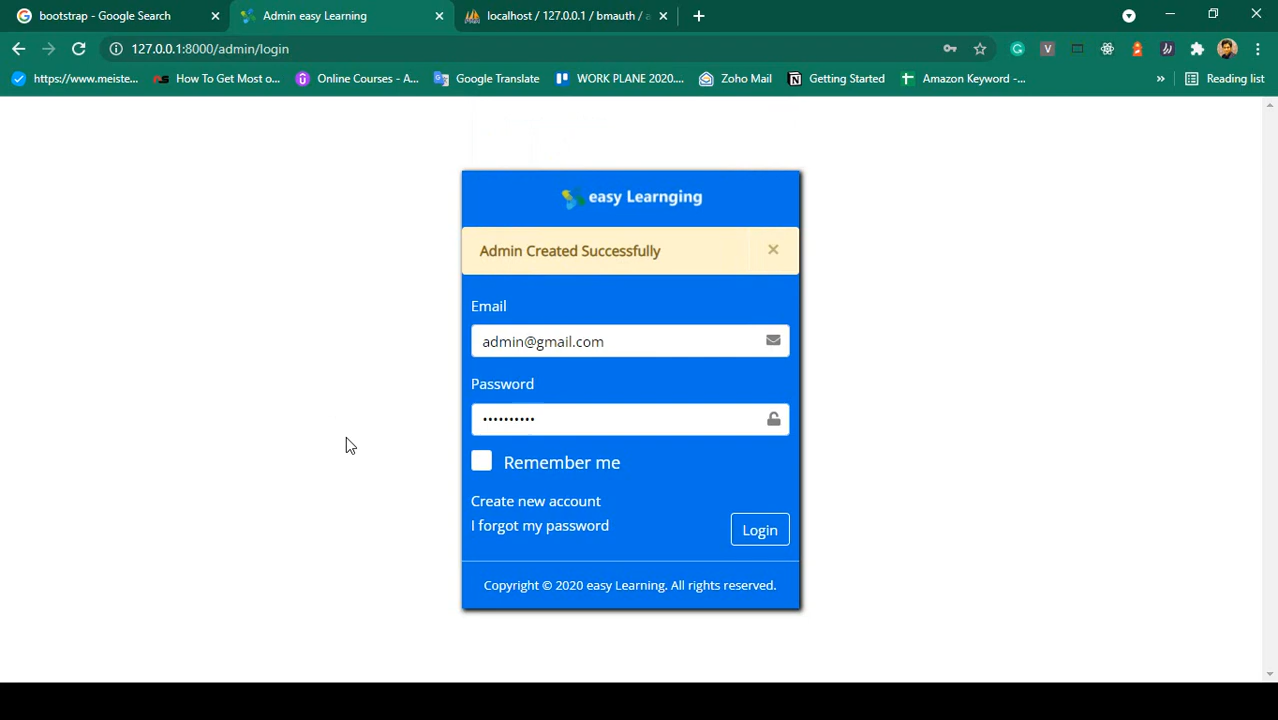 bootstrap - Google Search
Admin easy Learning
localhost / 127.0.0.1 / bmauth /
127.0.0.1:8000/admin/login
https://www.meiste...
How To Get Most o...
Online Courses - A...
Google Translate
WORK PLANE 2020....
Zoho Mail
Getting Started
Amazon Keyword -...
»
Reading list
easy Learnging
Admin Created Successfully
Email
admin@gmail.com
Password
••••••••••
Remember me
Create new account
I forgot my password
Login
Copyright © 2020 easy Learning. All rights reserved.